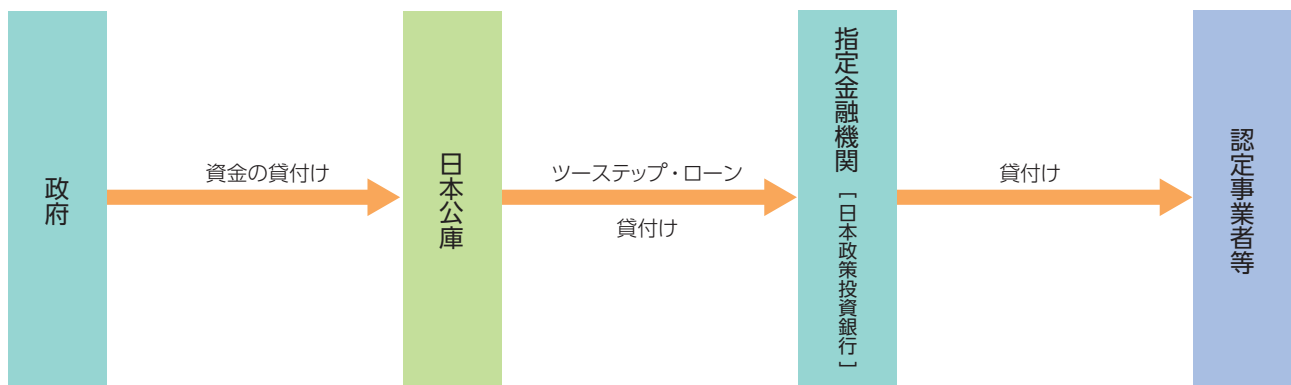 政府
資金の貸付け
日本公庫
ツーステップ・ローン
貸付け
指定金融機関［日本政策投資銀行］
貸付け
認定事業者等